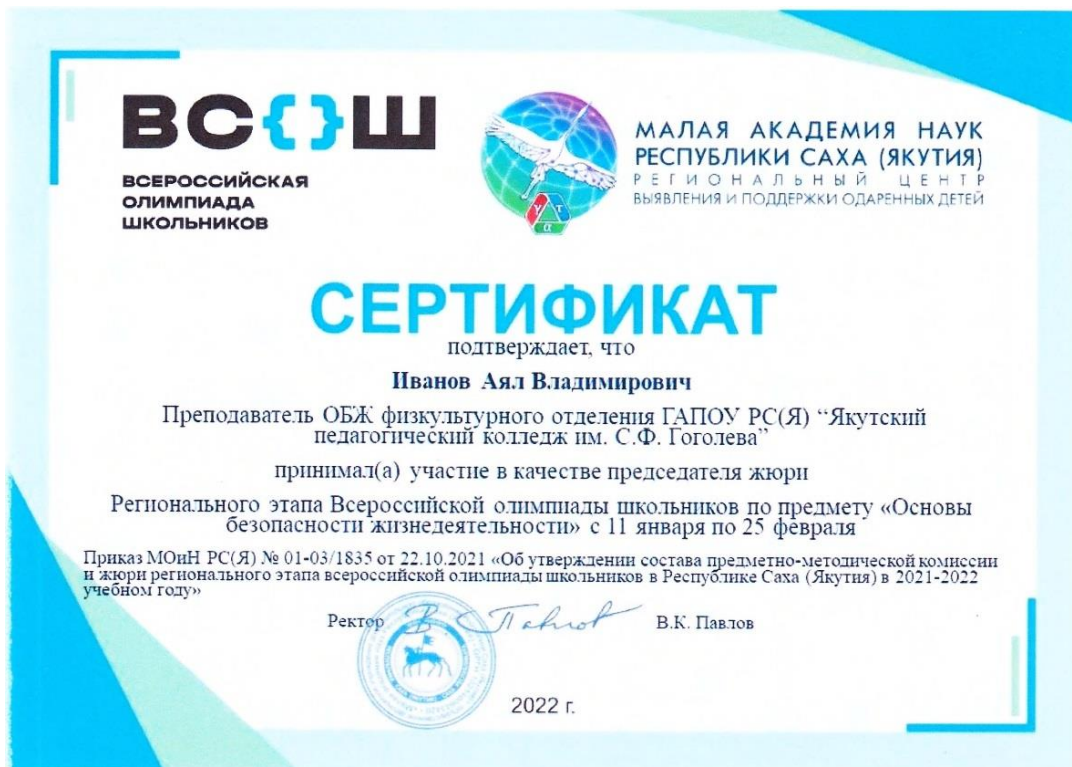 ВС{}Ш
ВСЕРОССИЙСКАЯ
ОЛИМПИАДА
ШКОЛЬНИКОВ
МАЛАЯ АКАДЕМИЯ НАУК
РЕСПУБЛИКИ САХА (ЯКУТИЯ)
РЕГИОНАЛЬНЫЙ ЦЕНТР
ВЫЯВЛЕНИЯ И ПОДДЕРЖКИ ОДАРЕННЫХ ДЕТЕЙ
СЕРТИФИКАТ
подтверждает, что
Иванов Аял Владимирович
Преподаватель ОБЖ физкультурного отделения ГАПОУ РС(Я) “Якутский
педагогический колледж им. С.Ф. Гоголева”
принимал(а) участие в качестве председателя жюри
Регионального этапа Всероссийской олимпиады школьников по предмету «Основы
безопасности жизнедеятельности» с 11 января по 25 февраля
Приказ МОиН РС(Я) № 01-03/1835 от 22.10.2021 «Об утверждении состава предметно-методической комиссии
и жюри регионального этапа всероссийской олимпиады школьников в Республике Саха (Якутия) в 2021-2022
учебном году»
Ректор В Павлов В.К. Павлов
2022 г.